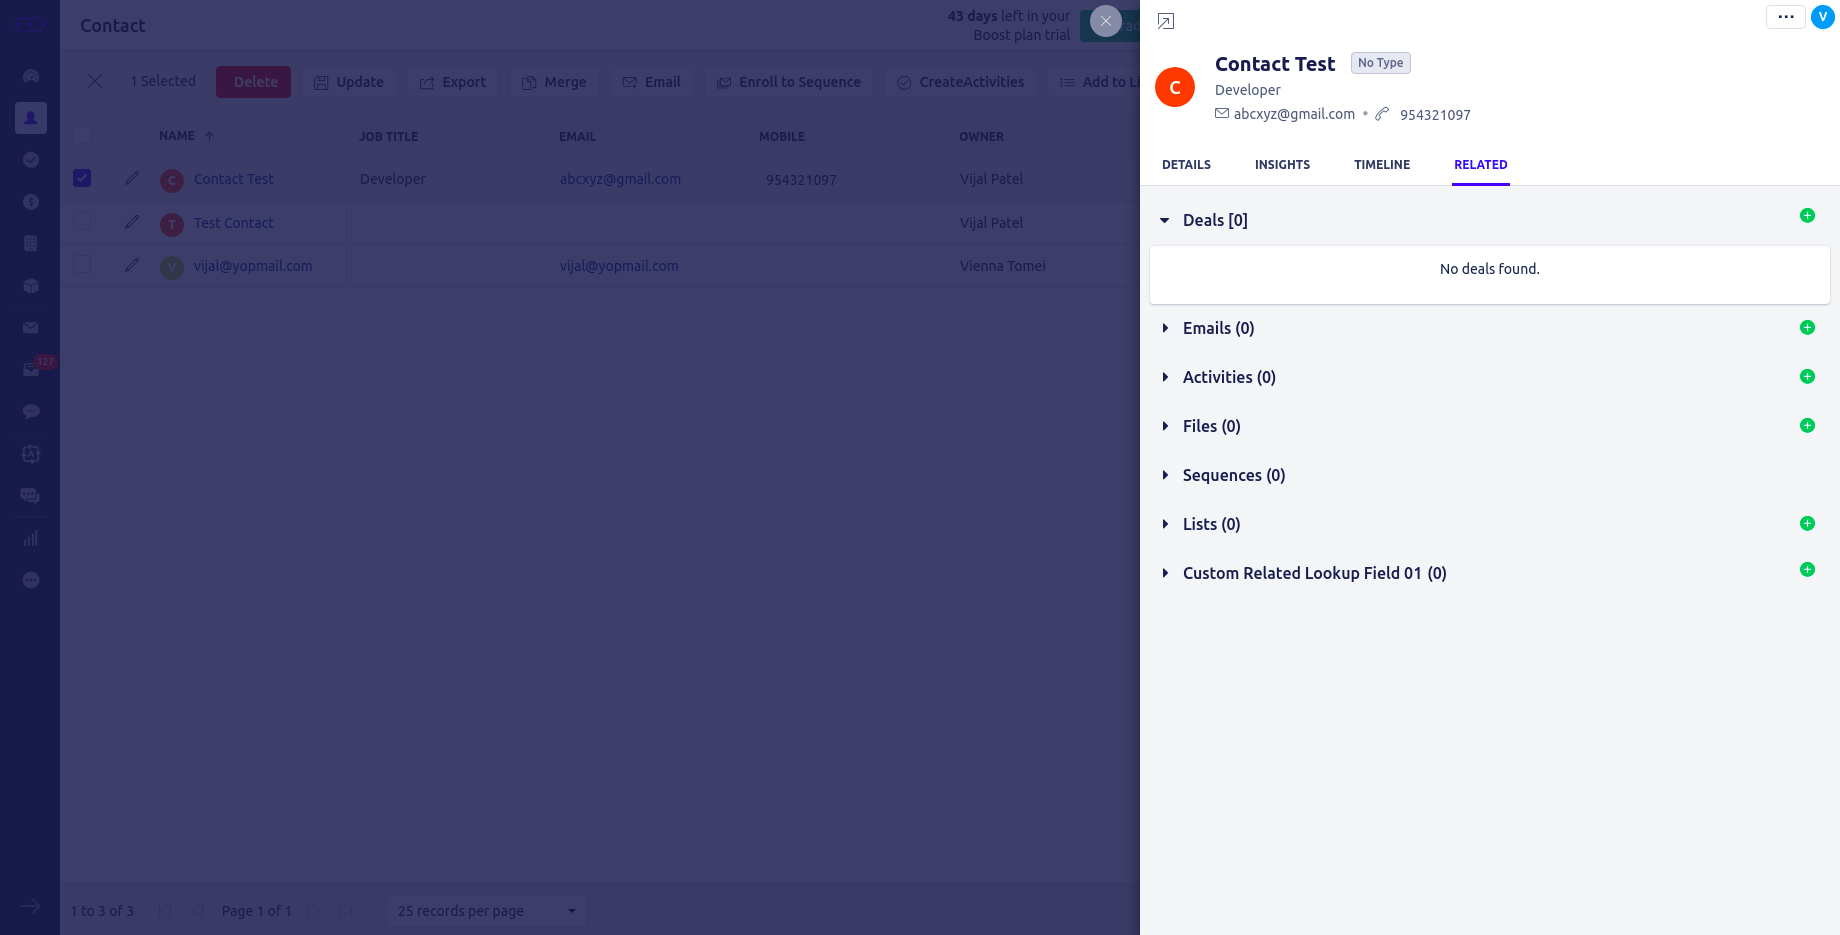 Contact
43 days left in your
Boost plan trial
1 Selected
Delete
Update
Export
Merge
Email
Enroll to Sequence
CreateActivities
Add to Li
NAME
JOB TITLE
EMAIL
MOBILE
OWNER
C
Contact Test
Developer
abcxyz@gmail.com
954321097
Vijal Patel
T
Test Contact
Vijal Patel
V
vijal@yopmail.com
vijal@yopmail.com
Vienna Tomei
127
1 to 3 of 3
Page 1 of 1
25 records per page
V
C
Contact Test
No Type
Developer
abcxyz@gmail.com • 954321097
DETAILS
INSIGHTS
TIMELINE
RELATED
Deals [0]
No deals found.
Emails (0)
Activities (0)
Files (0)
Sequences (0)
Lists (0)
Custom Related Lookup Field 01 (0)